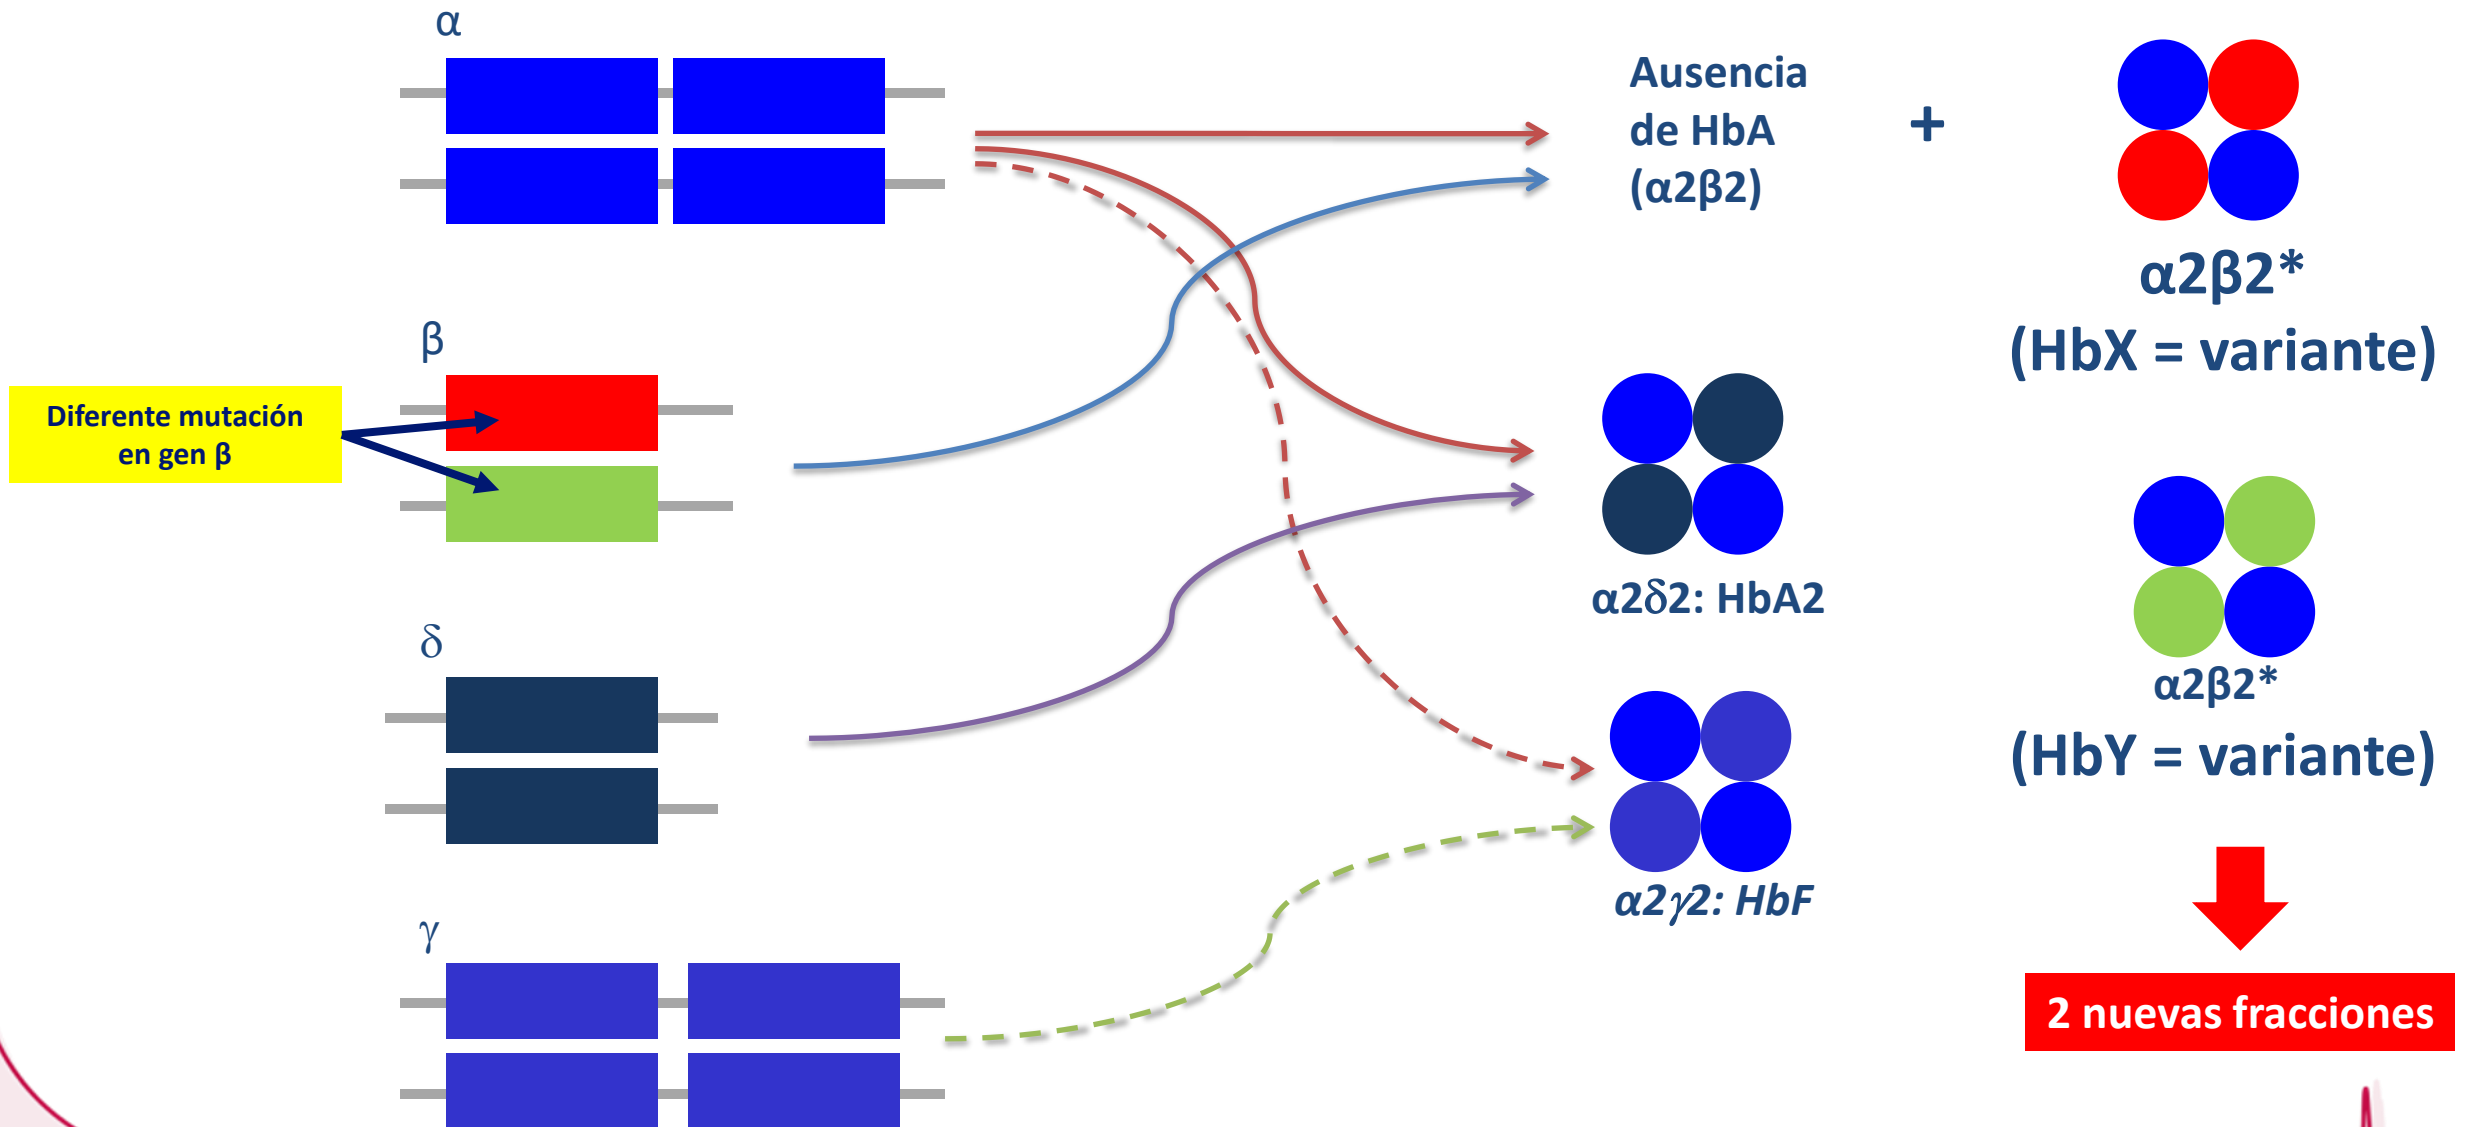 α
Ausencia
de HbA
(α2β2)
+
α2β2*
(HbX = variante)
β
Diferente mutación
en gen β
α2δ2: HbA2
α2β2*
(HbY = variante)
δ
α2γ2: HbF
γ
2 nuevas fracciones